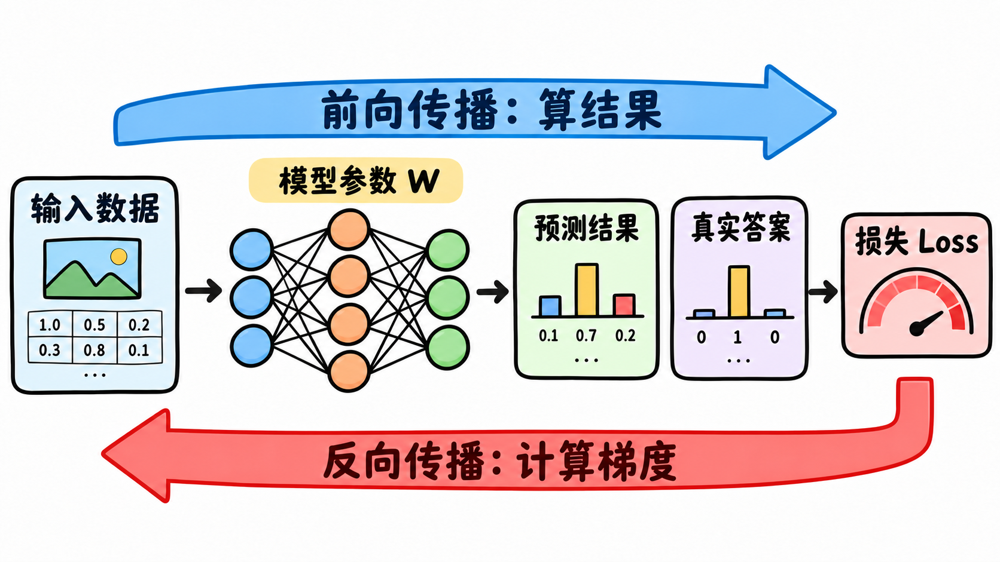 前向传播：算结果
模型参数 W
输入数据
1.0 0.5 0.2
0.3 0.8 0.1
...
预测结果
0.1 0.7 0.2
...
真实答案
0 1 0
...
损失 Loss
反向传播：计算梯度